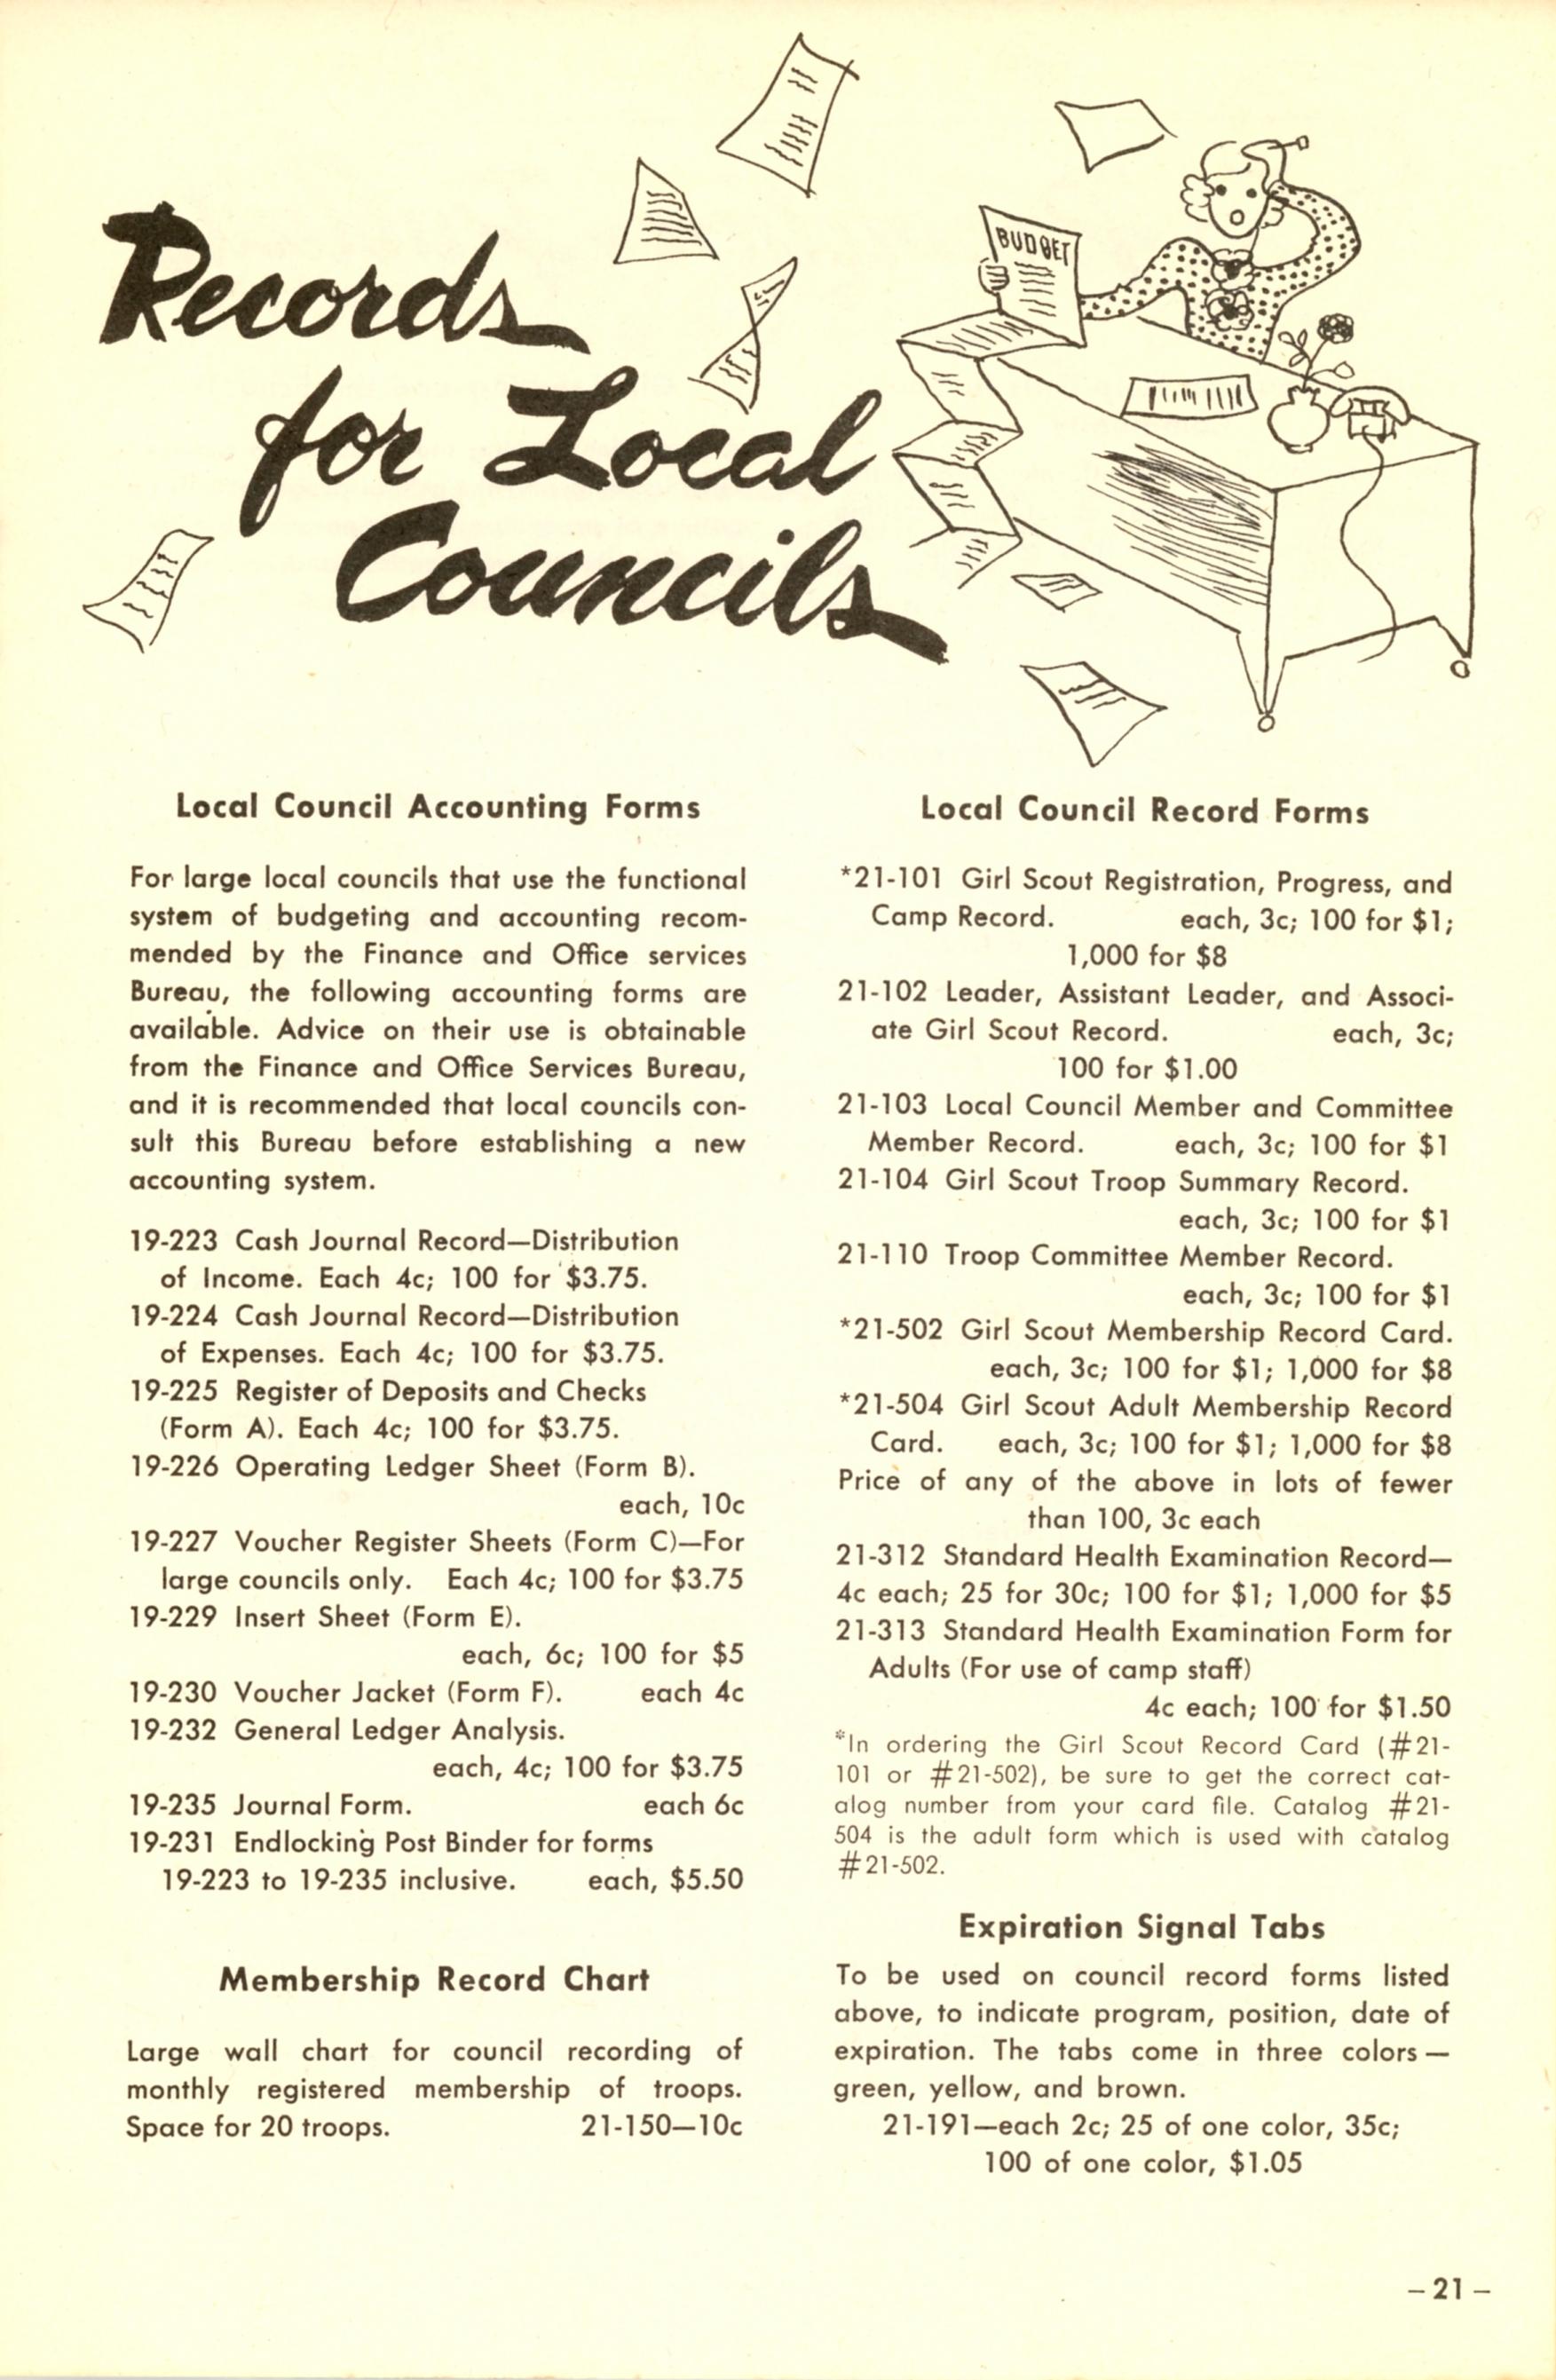 Records
for Local
Councils
BUDGET
Local Council Accounting Forms
For large local councils that use the functional
system of budgeting and accounting recom-
mended by the Finance and Office services
Bureau, the following accounting forms are
available. Advice on their use is obtainable
from the Finance and Office Services Bureau,
and it is recommended that local councils con-
sult this Bureau before establishing a new
accounting system.
19-223 Cash Journal Record—Distribution
of Income. Each 4c; 100 for $3.75.
19-224 Cash Journal Record—Distribution
of Expenses. Each 4c; 100 for $3.75.
19-225 Register of Deposits and Checks
(Form A). Each 4c; 100 for $3.75.
19-226 Operating Ledger Sheet (Form B).
each, 10c
19-227 Voucher Register Sheets (Form C)—For
large councils only. Each 4c; 100 for $3.75
19-229 Insert Sheet (Form E).
each, 6c; 100 for $5
19-230 Voucher Jacket (Form F). each 4c
19-232 General Ledger Analysis.
each, 4c; 100 for $3.75
19-235 Journal Form. each 6c
19-231 Endlocking Post Binder for forms
19-223 to 19-235 inclusive. each, $5.50
Membership Record Chart
Large wall chart for council recording of
monthly registered membership of troops.
Space for 20 troops. 21-150—10c
Local Council Record Forms
*21-101 Girl Scout Registration, Progress, and
Camp Record. each, 3c; 100 for $1;
1,000 for $8
21-102 Leader, Assistant Leader, and Associ-
ate Girl Scout Record. each, 3c;
100 for $1.00
21-103 Local Council Member and Committee
Member Record. each, 3c; 100 for $1
21-104 Girl Scout Troop Summary Record.
each, 3c; 100 for $1
21-110 Troop Committee Member Record.
each, 3c; 100 for $1
*21-502 Girl Scout Membership Record Card.
each, 3c; 100 for $1; 1,000 for $8
*21-504 Girl Scout Adult Membership Record
Card. each, 3c; 100 for $1; 1,000 for $8
Price of any of the above in lots of fewer
than 100, 3c each
21-312 Standard Health Examination Record—
4c each; 25 for 30c; 100 for $1; 1,000 for $5
21-313 Standard Health Examination Form for
Adults (For use of camp staff)
4c each; 100 for $1.50
*In ordering the Girl Scout Record Card (#21-
101 or #21-502), be sure to get the correct cat-
alog number from your card file. Catalog #21-
504 is the adult form which is used with catalog
#21-502.
Expiration Signal Tabs
To be used on council record forms listed
above, to indicate program, position, date of
expiration. The tabs come in three colors —
green, yellow, and brown.
21-191—each 2c; 25 of one color, 35c;
100 of one color, $1.05
– 21 –